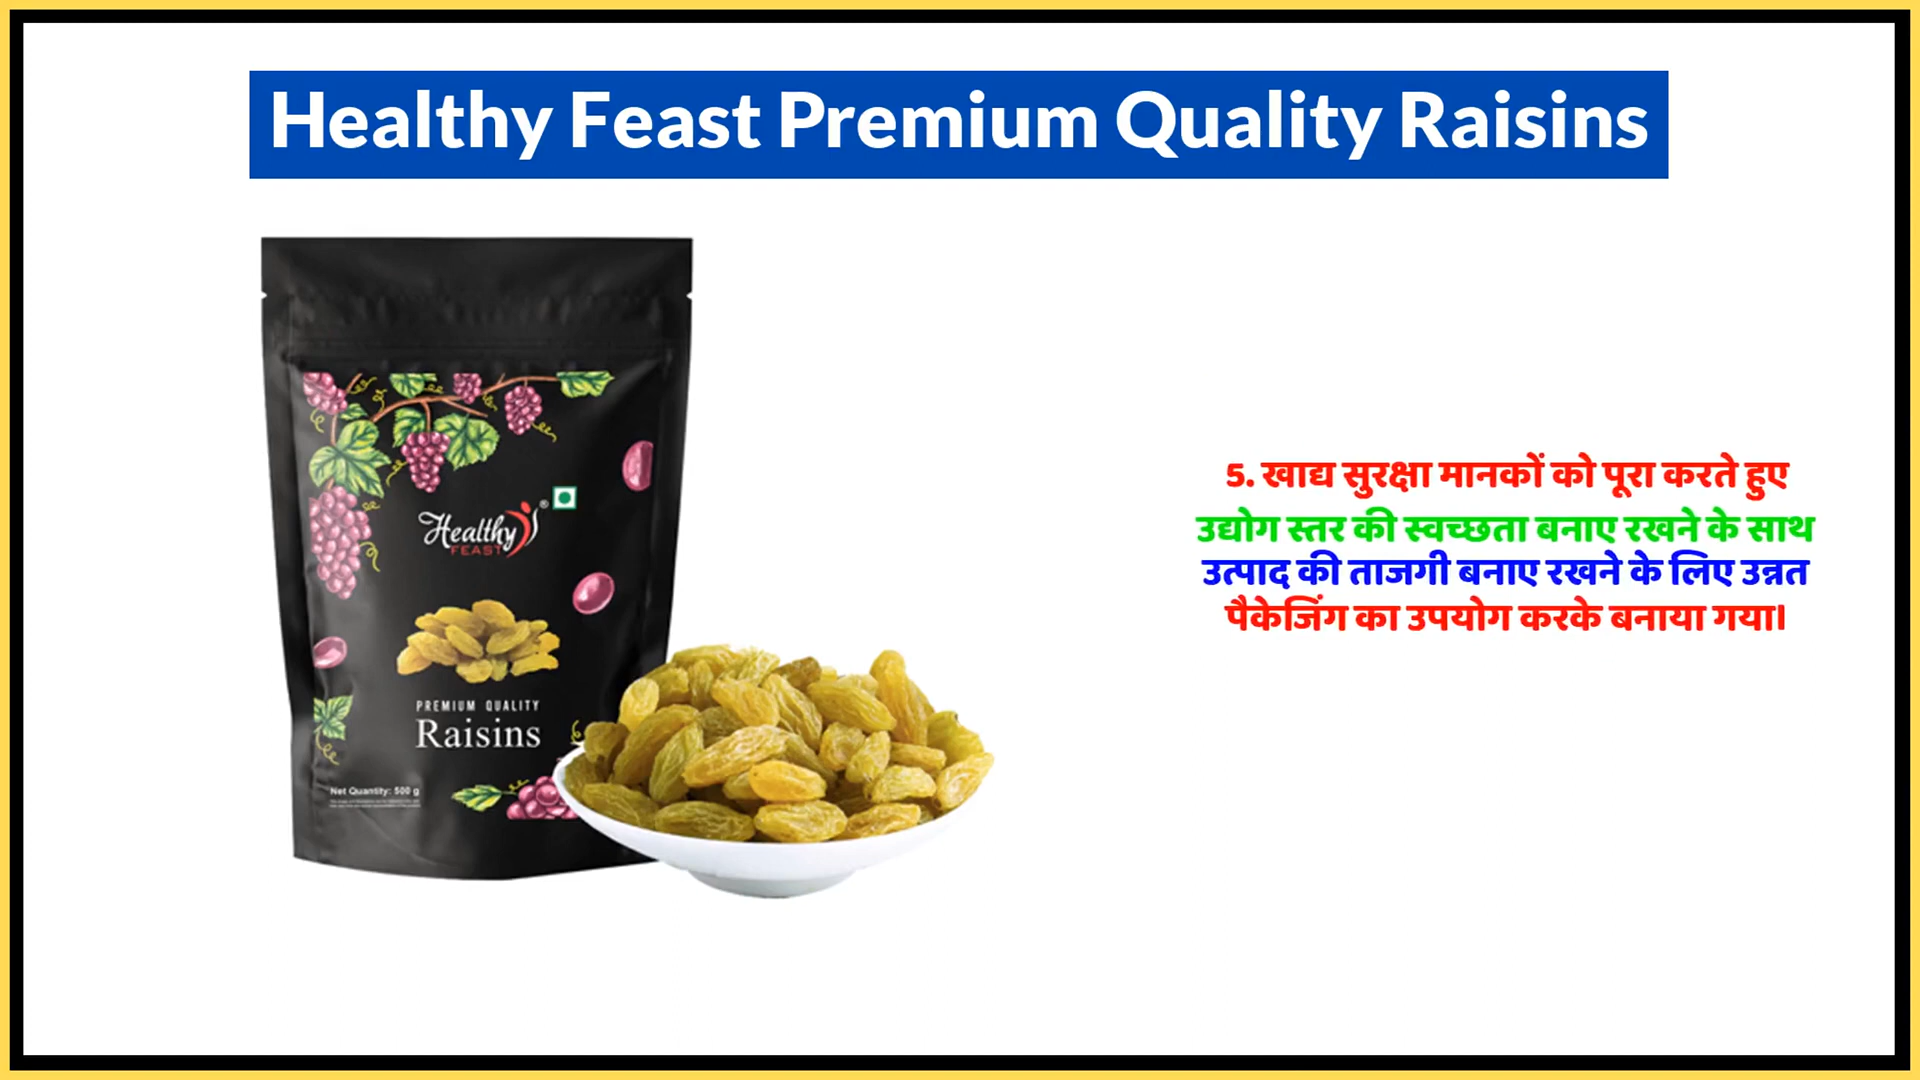 Healthy Feast Premium Quality Raisins
Healthy
FEAST
®
PREMIUM QUALITY
Raisins
Net Quantity: 500 g
5. खाद्य सुरक्षा मानकों को पूरा करते हुए
उद्योग स्तर की स्वच्छता बनाए रखने के साथ
उत्पाद की ताजगी बनाए रखने के लिए उन्नत
पैकेजिंग का उपयोग करके बनाया गया।